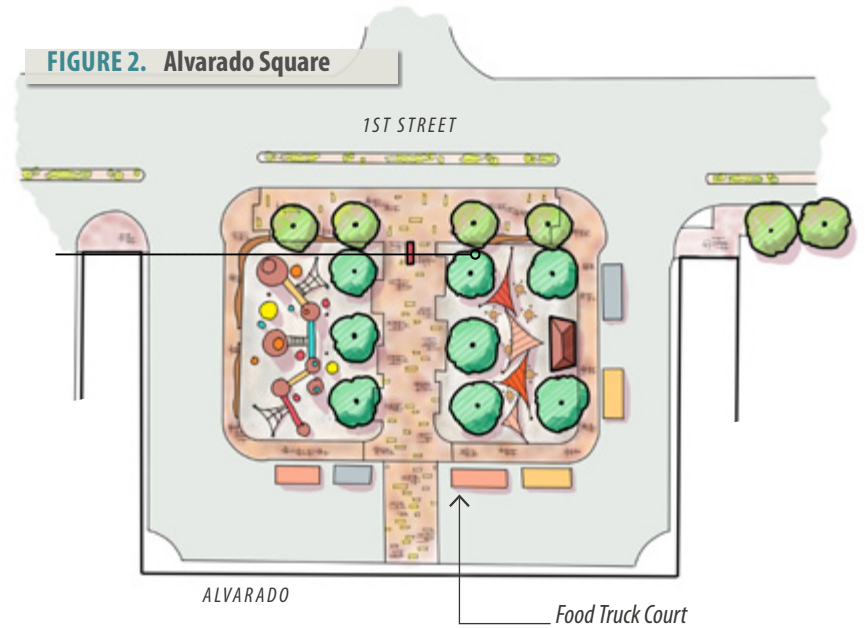 FIGURE 2. Alvarado Square
1ST STREET
ALVARADO
Food Truck Court